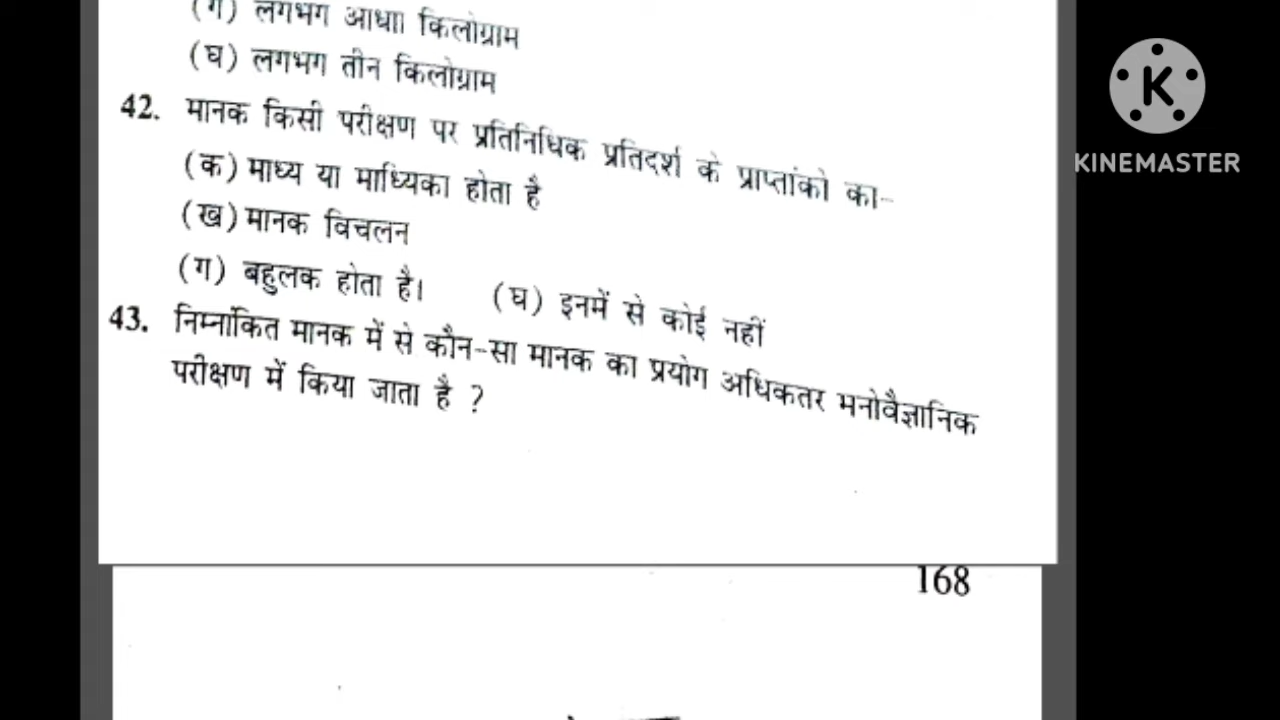 (ग) लगभग आधाा किलोग्राम
(घ) लगभग तीन किलोग्राम
42. मानक किसी परीक्षण पर प्रतिनिधिक प्रतिदर्श के प्राप्तांको का-
(क) माध्य या माध्यिका होता है
(ख) मानक विचलन
(ग) बहुलक होता है। (घ) इनमें से कोई नहीं
43. निम्नांकित मानक में से कौन-सा मानक का प्रयोग अधिकतर मनोवैज्ञानिक
परीक्षण में किया जाता है ?
168
K
KINEMASTER